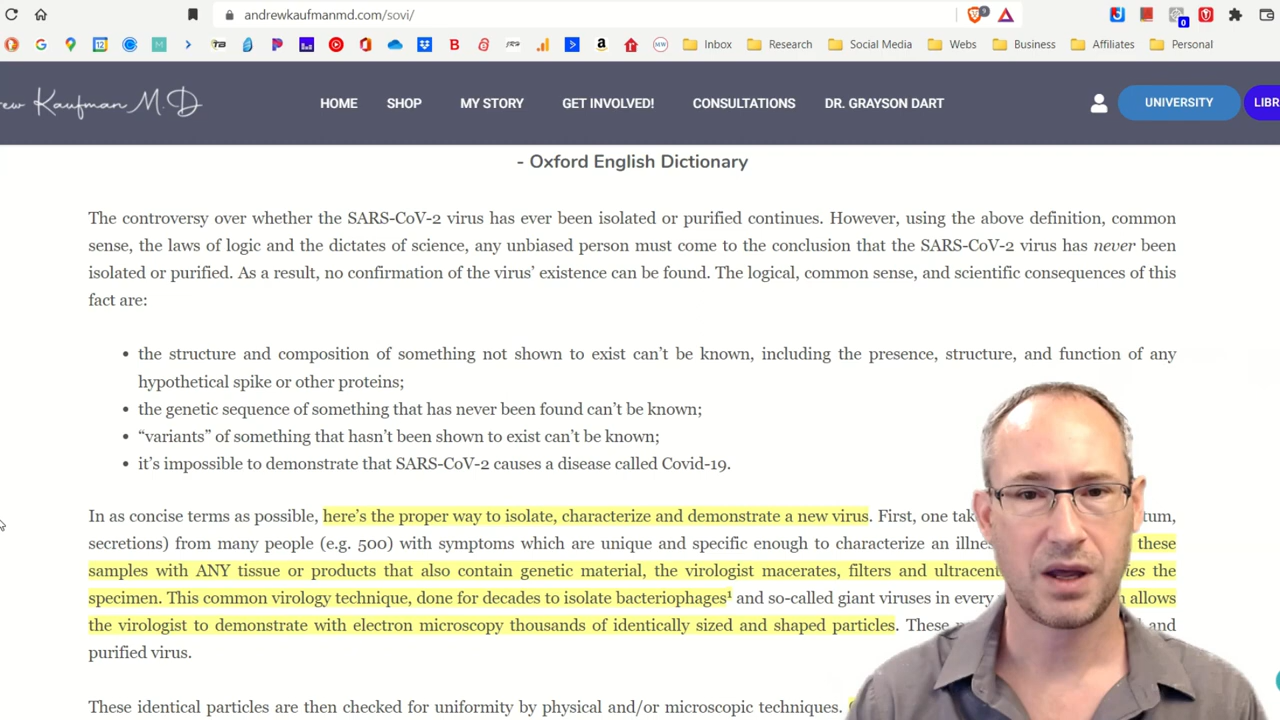 andrewkaufmanmd.com/sovi/
9
0
Inbox Research Social Media Webs Business Affiliates Personal
rew Kaufman M.D HOME SHOP MY STORY GET INVOLVED! CONSULTATIONS DR. GRAYSON DART UNIVERSITY LIBR
- Oxford English Dictionary
The controversy over whether the SARS-CoV-2 virus has ever been isolated or purified continues. However, using the above definition, common
sense, the laws of logic and the dictates of science, any unbiased person must come to the conclusion that the SARS-CoV-2 virus has never been
isolated or purified. As a result, no confirmation of the virus’ existence can be found. The logical, common sense, and scientific consequences of this
fact are:
• the structure and composition of something not shown to exist can’t be known, including the presence, structure, and function of any
hypothetical spike or other proteins;
• the genetic sequence of something that has never been found can’t be known;
• “variants” of something that hasn’t been shown to exist can’t be known;
• it’s impossible to demonstrate that SARS-CoV-2 causes a disease called Covid-19.
In as concise terms as possible, here’s the proper way to isolate, characterize and demonstrate a new virus. First, one tak tum,
secretions) from many people (e.g. 500) with symptoms which are unique and specific enough to characterize an illne these
samples with ANY tissue or products that also contain genetic material, the virologist macerates, filters and ultracent ies the
specimen. This common virology technique, done for decades to isolate bacteriophages¹ and so-called giant viruses in every allows
the virologist to demonstrate with electron microscopy thousands of identically sized and shaped particles. These and
purified virus.
These identical particles are then checked for uniformity by physical and/or microscopic techniques.